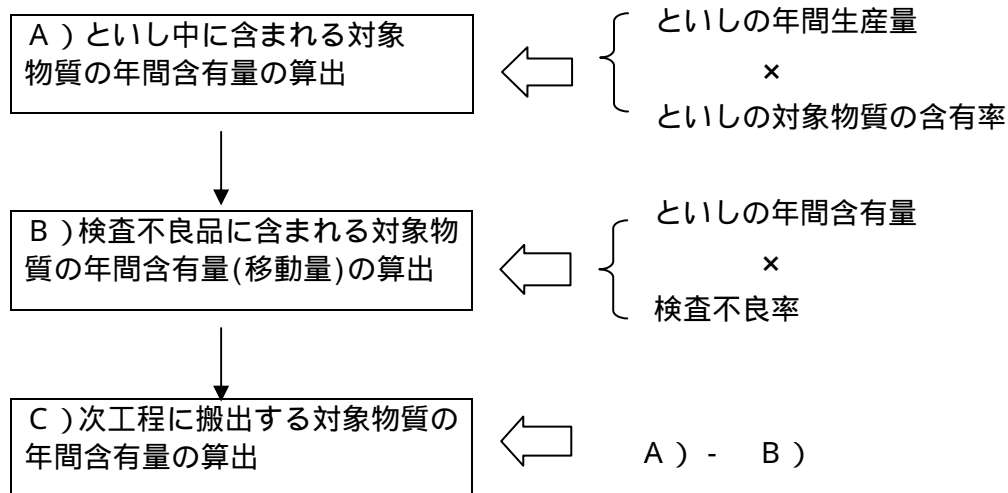 A)といし中に含まれる対象
物質の年間含有量の算出
といしの年間生産量
×
といしの対象物質の含有率
B)検査不良品に含まれる対象物
質の年間含有量(移動量)の算出
といしの年間含有量
×
検査不良率
C)次工程に搬出する対象物質の
年間含有量の算出
A) - B)